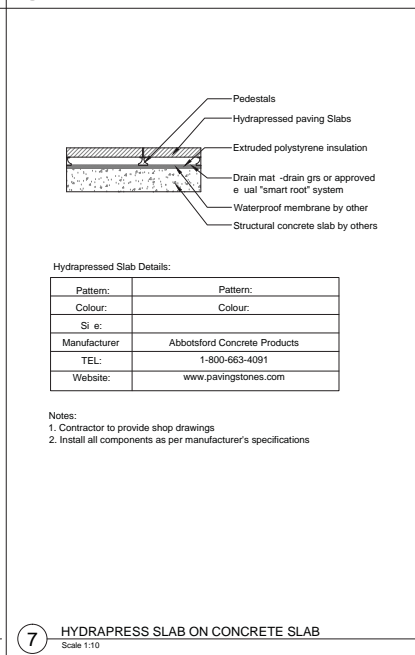 Pedestals
Hydrapressed paving Slabs
Extruded polystyrene insulation
Drain mat -drain grs or approved
e ual "smart root" system
Waterproof membrane by other
Structural concrete slab by others
Hydrapressed Slab Details:
Pattern: Pattern:
Colour: Colour:
Si e:
Manufacturer Abbotsford Concrete Products
TEL: 1-800-663-4091
Website: www.pavingstones.com
Notes:
1. Contractor to provide shop drawings
2. Install all components as per manufacturer's specifications
7 HYDRAPRESS SLAB ON CONCRETE SLAB
Scale 1:10